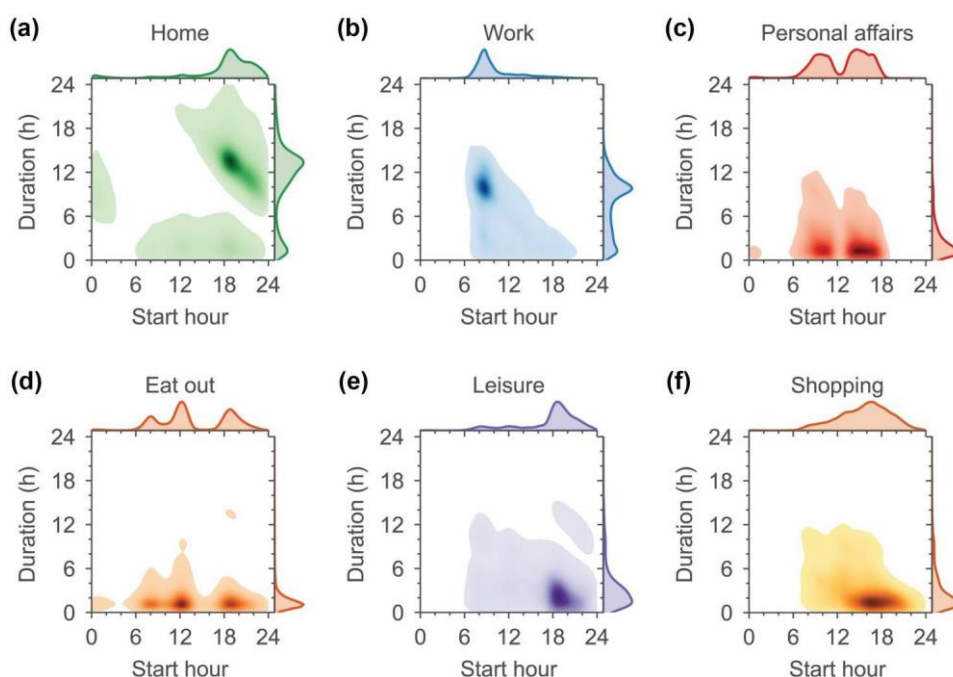 (a) Home
(b) Work
(c) Personal affairs
24
18
12
6
0
Duration (h)
0 6 12 18 24
Start hour
24
18
12
6
0
Duration (h)
0 6 12 18 24
Start hour
24
18
12
6
0
Duration (h)
0 6 12 18 24
Start hour
(d) Eat out
(e) Leisure
(f) Shopping
24
18
12
6
0
Duration (h)
0 6 12 18 24
Start hour
24
18
12
6
0
Duration (h)
0 6 12 18 24
Start hour
24
18
12
6
0
Duration (h)
0 6 12 18 24
Start hour